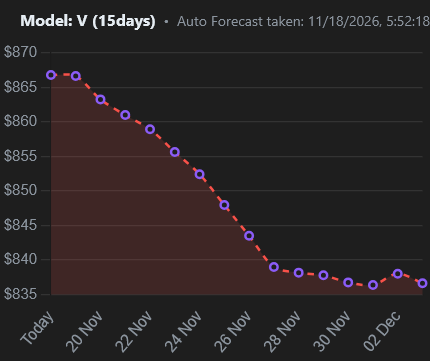 Model: V (15days) • Auto Forecast taken: 11/18/2026, 5:52:18
$870
$865
$860
$855
$850
$845
$840
$835
Today
20 Nov
22 Nov
24 Nov
26 Nov
28 Nov
30 Nov
02 Dec